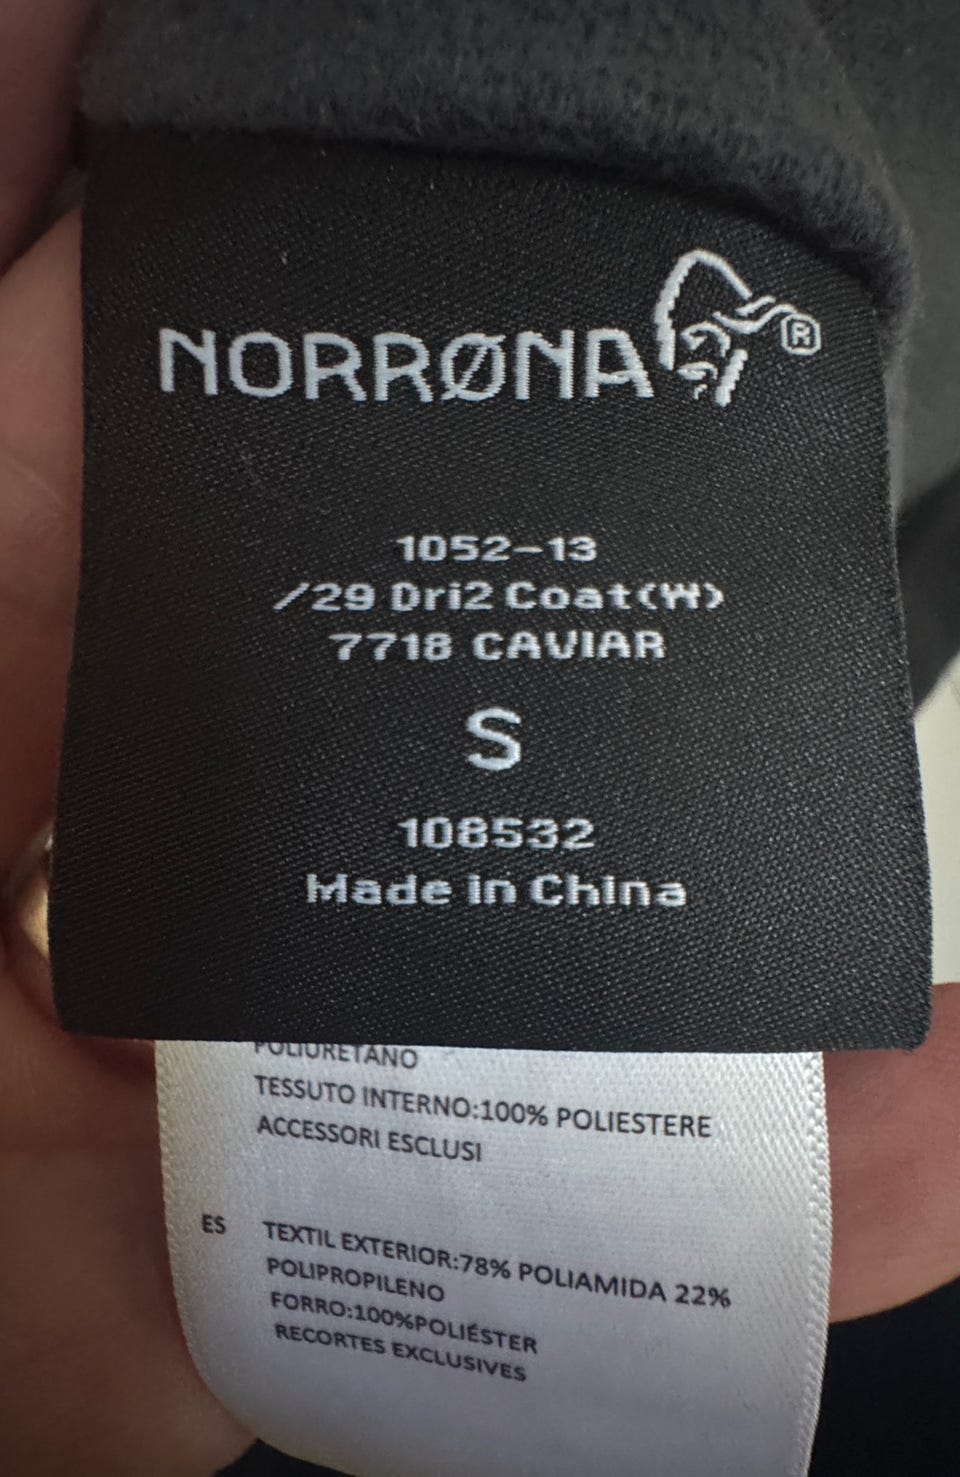 NORRØNA ®
1052-13
/29 Dri2 Coat(W)
7718 CAVIAR
S
108532
Made in China
POLIURETANO
TESSUTO INTERNO:100% POLIESTERE
ACCESSORI ESCLUSI
ES TEXTIL EXTERIOR:78% POLIAMIDA 22%
POLIPROPILENO
FORRO:100%POLIÉSTER
RECORTES EXCLUSIVES